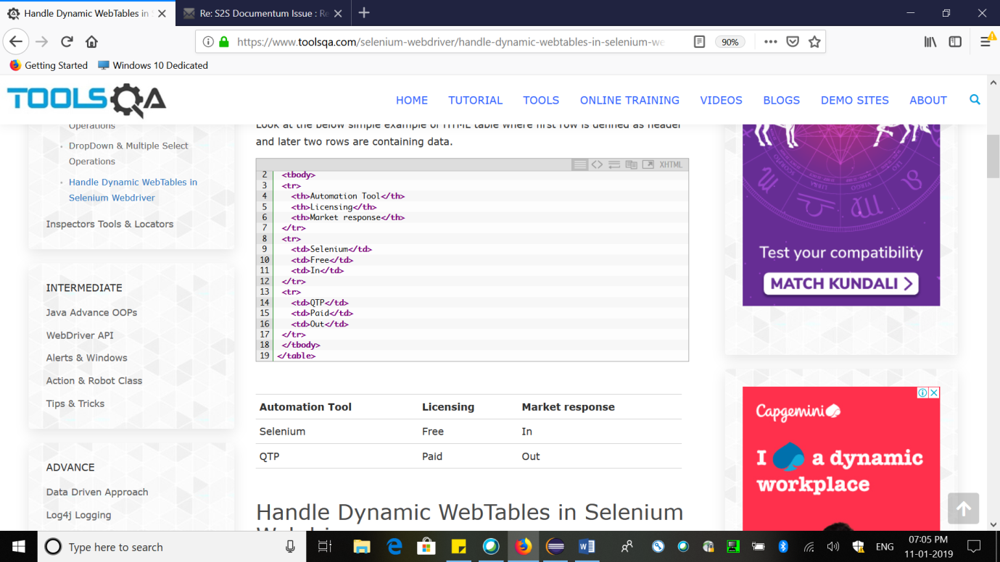 Handle Dynamic WebTables in S
Re: S2S Documentum Issue : Re
https://www.toolsqa.com/selenium-webdriver/handle-dynamic-webtables-in-selenium-we
90%
Getting Started
Windows 10 Dedicated
TOOLSQA
HOME
TUTORIAL
TOOLS
ONLINE TRAINING
VIDEOS
BLOGS
DEMO SITES
ABOUT
Operations
DropDown & Multiple Select
Operations
Handle Dynamic WebTables in
Selenium Webdriver
Inspectors Tools & Locators
INTERMEDIATE
Java Advance OOPs
WebDriver API
Alerts & Windows
Action & Robot Class
Tips & Tricks
ADVANCE
Data Driven Approach
Log4j Logging
Look at the below simple example of HTML table where first row is defined as header
and later two rows are containing data.
XHTML
2 <tbody>
3 <tr>
4 <th>Automation Tool</th>
5 <th>Licensing</th>
6 <th>Market response</th>
7 </tr>
8 <tr>
9 <td>Selenium</td>
10 <td>Free</td>
11 <td>In</td>
12 </tr>
13 <tr>
14 <td>QTP</td>
15 <td>Paid</td>
16 <td>Out</td>
17 </tr>
18 </tbody>
19 </table>
Automation Tool Licensing Market response
Selenium Free In
QTP Paid Out
Handle Dynamic WebTables in Selenium
Test your compatibility
MATCH KUNDALI >
Capgemini
I a dynamic
workplace
Type here to search
ENG
07:05 PM
11-01-2019